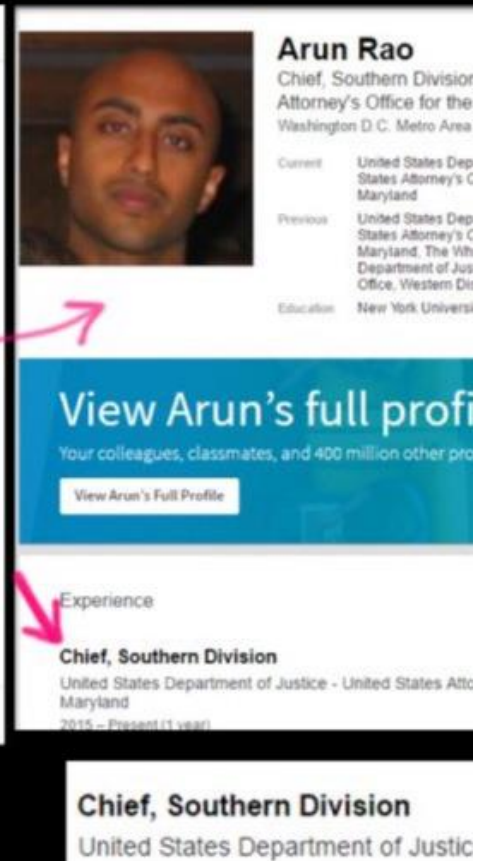 Arun Rao
Chief, Southern Division
Attorney's Office for the
Washington D.C. Metro Area
Current United States Dep
States Attorney's O
Maryland
Previous United States Dep
States Attorney's O
Maryland, The Wh
Department of Jus
Office, Western Dis
Education New York Universi
View Arun's full profi
Your colleagues, classmates, and 400 million other pro
View Arun's Full Profile
Experience
Chief, Southern Division
United States Department of Justice - United States Atto
Maryland
2015 – Present (1 year)
Chief, Southern Division
United States Department of Justic